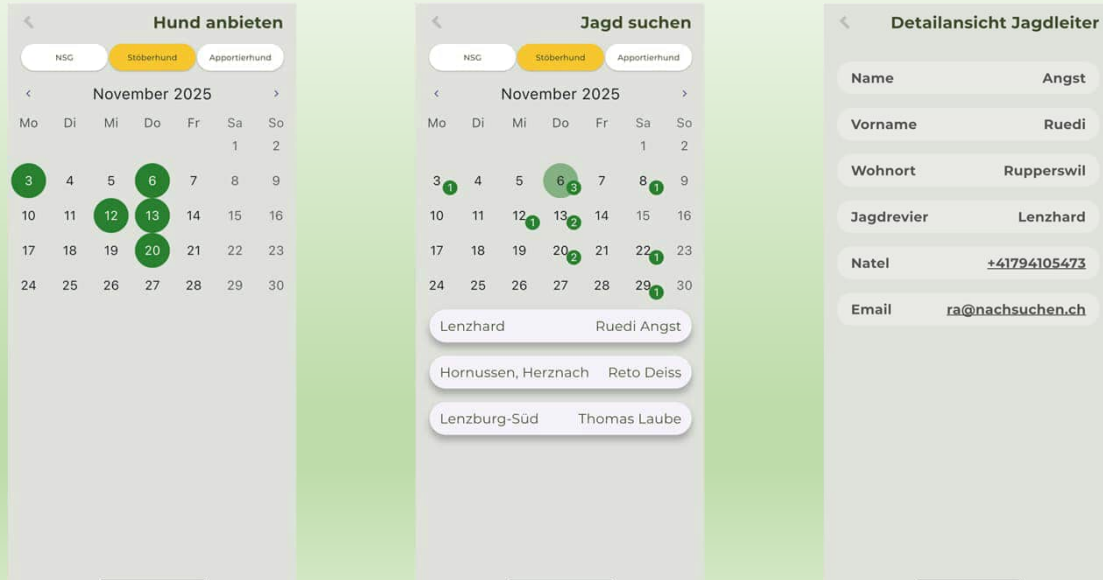 Hund anbieten
NSG Stöberhund Apportierhund
November 2025
Mo Di Mi Do Fr Sa So
1 2
3 4 5 6 7 8 9
10 11 12 13 14 15 16
17 18 19 20 21 22 23
24 25 26 27 28 29 30
Jagd suchen
NSG Stöberhund Apportierhund
November 2025
Mo Di Mi Do Fr Sa So
1 2
3 1 4 5 6 3 7 8 1 9
10 11 12 1 13 2 14 15 16
17 18 19 20 2 21 22 1 23
24 25 26 27 28 29 1 30
Lenzhard Ruedi Angst
Hornussen, Herznach Reto Deiss
Lenzburg-Süd Thomas Laube
Detailansicht Jagdleiter
Name Angst
Vorname Ruedi
Wohnort Rupperswil
Jagdrevier Lenzhard
Natel +41794105473
Email ra@nachsuchen.ch